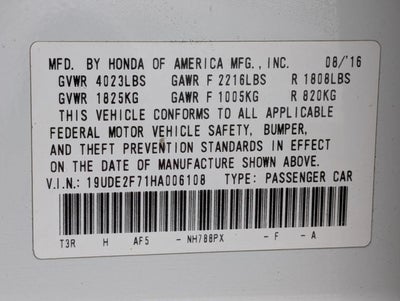 MFD. BY HONDA OF AMERICA MFG., INC. 08/'16
GVWR 4023LBS GAWR F 2216LBS R 1808LBS
GVWR 1825KG GAWR F 1005KG R 820KG
THIS VEHICLE CONFORMS TO ALL APPLICABLE
FEDERAL MOTOR VEHICLE SAFETY, BUMPER,
AND THEFT PREVENTION STANDARDS IN EFFECT
ON THE DATE OF MANUFACTURE SHOWN ABOVE.
V.I.N.: 19UDE2F71HA006108 TYPE: PASSENGER CAR
T3R H AF5 - NH788PX - F - A